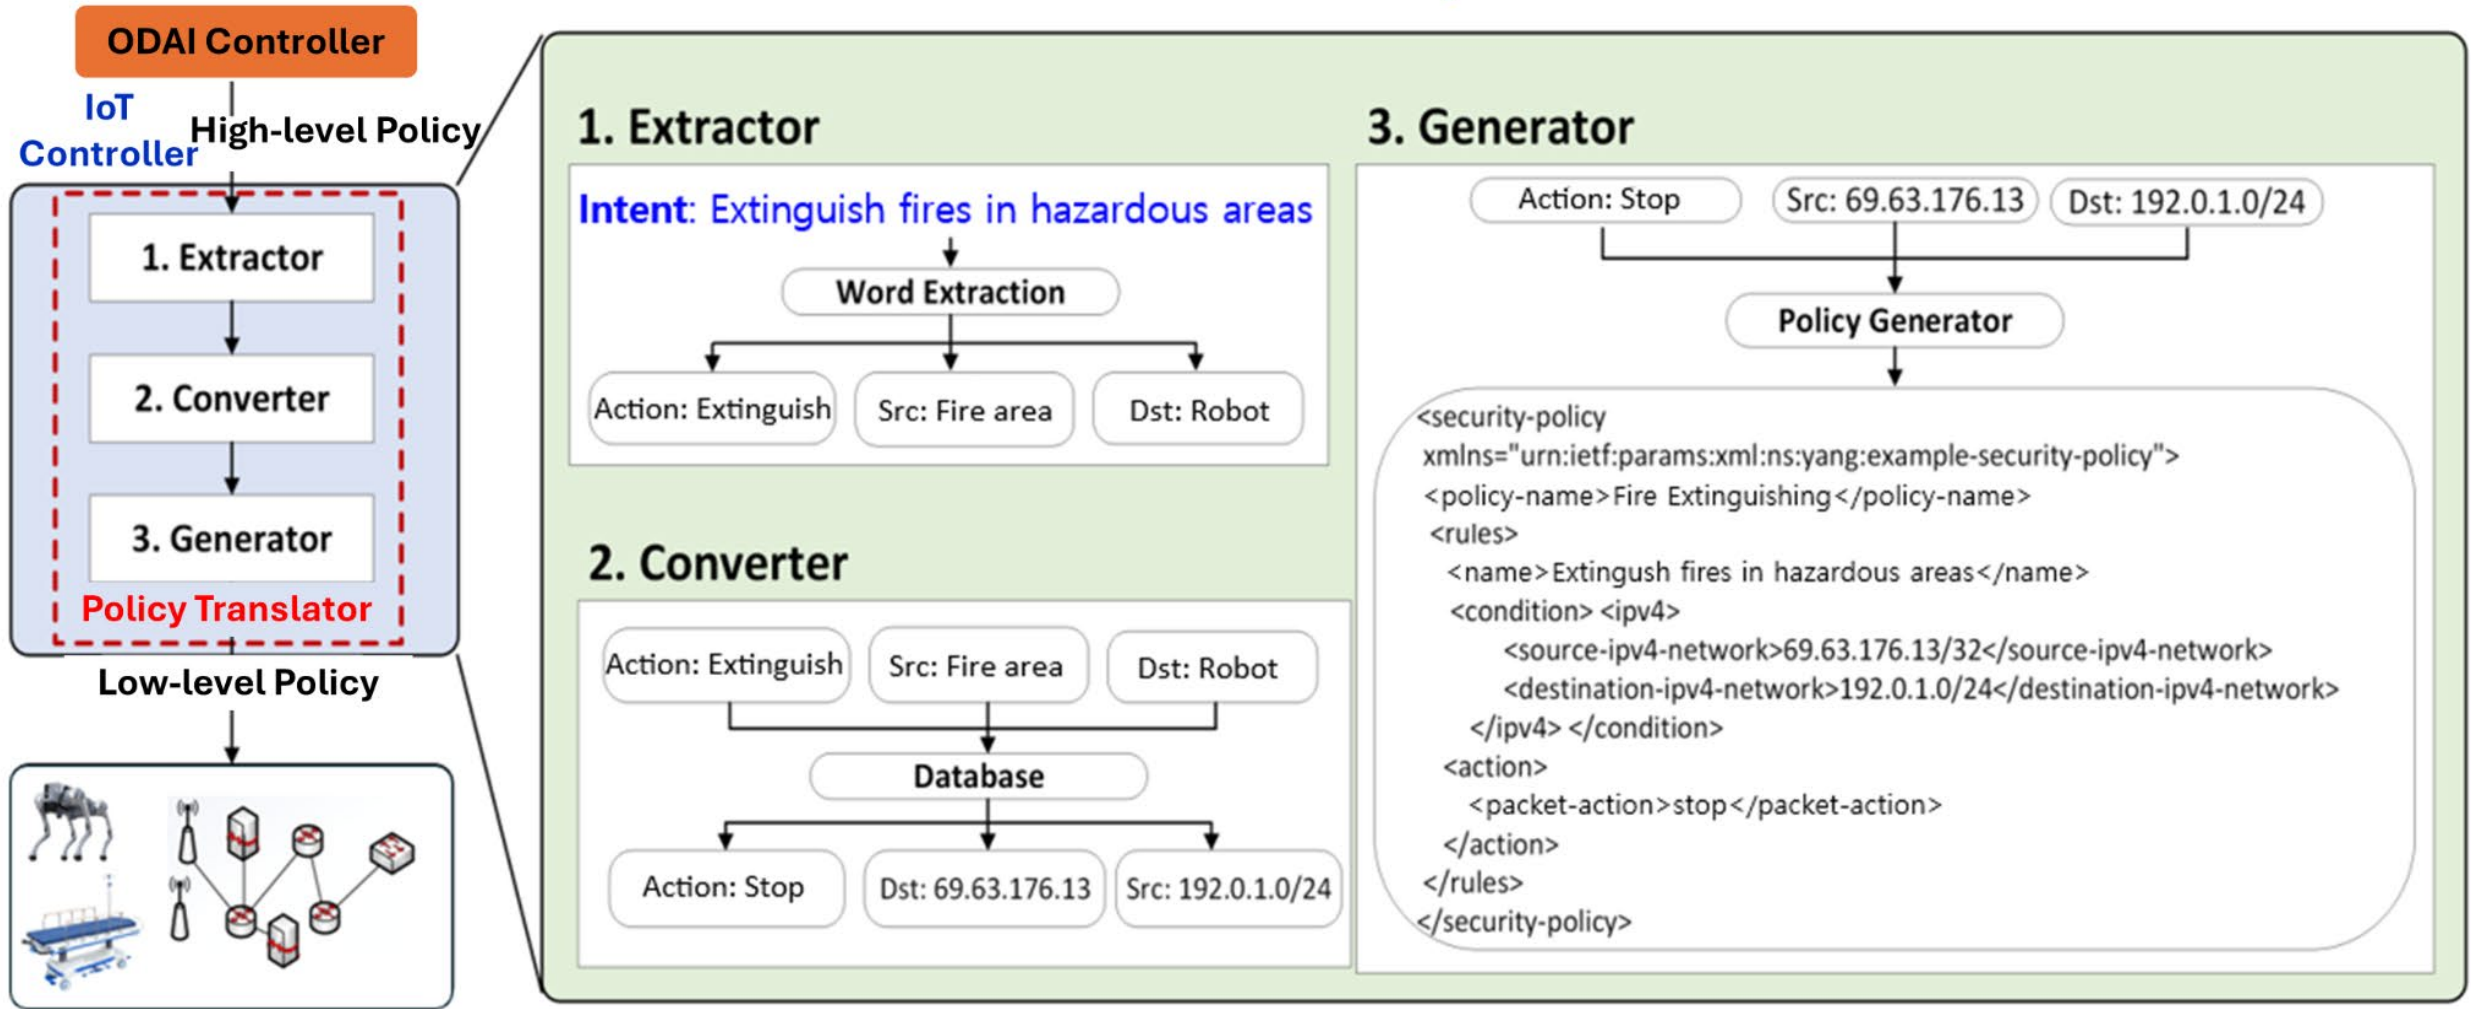 ODAI Controller
IoT
Controller
High-level Policy
1. Extractor
2. Converter
3. Generator
Policy Translator
Low-level Policy
1. Extractor
Intent: Extinguish fires in hazardous areas
Word Extraction
Action: Extinguish
Src: Fire area
Dst: Robot
2. Converter
Action: Extinguish
Src: Fire area
Dst: Robot
Database
Action: Stop
Dst: 69.63.176.13
Src: 192.0.1.0/24
3. Generator
Action: Stop
Src: 69.63.176.13
Dst: 192.0.1.0/24
Policy Generator
<security-policy
xmlns="urn:ietf:params:xml:ns:yang:example-security-policy">
<policy-name>Fire Extinguishing</policy-name>
<rules>
<name>Extingush fires in hazardous areas</name>
<condition> <ipv4>
<source-ipv4-network>69.63.176.13/32</source-ipv4-network>
<destination-ipv4-network>192.0.1.0/24</destination-ipv4-network>
</ipv4> </condition>
<action>
<packet-action>stop</packet-action>
</action>
</rules>
</security-policy>